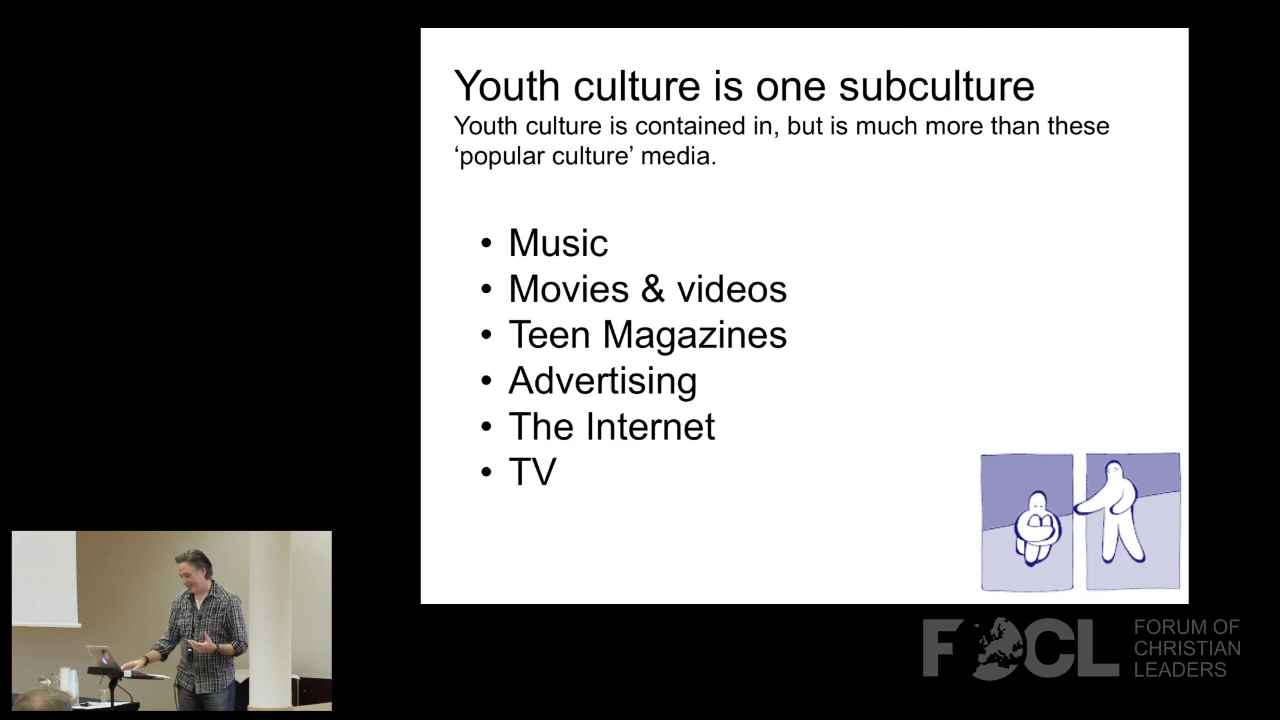 Youth culture is one subculture
Youth culture is contained in, but is much more than these
‘popular culture’ media.
• Music
• Movies & videos
• Teen Magazines
• Advertising
• The Internet
• TV
FOCL
FORUM OF
CHRISTIAN
LEADERS